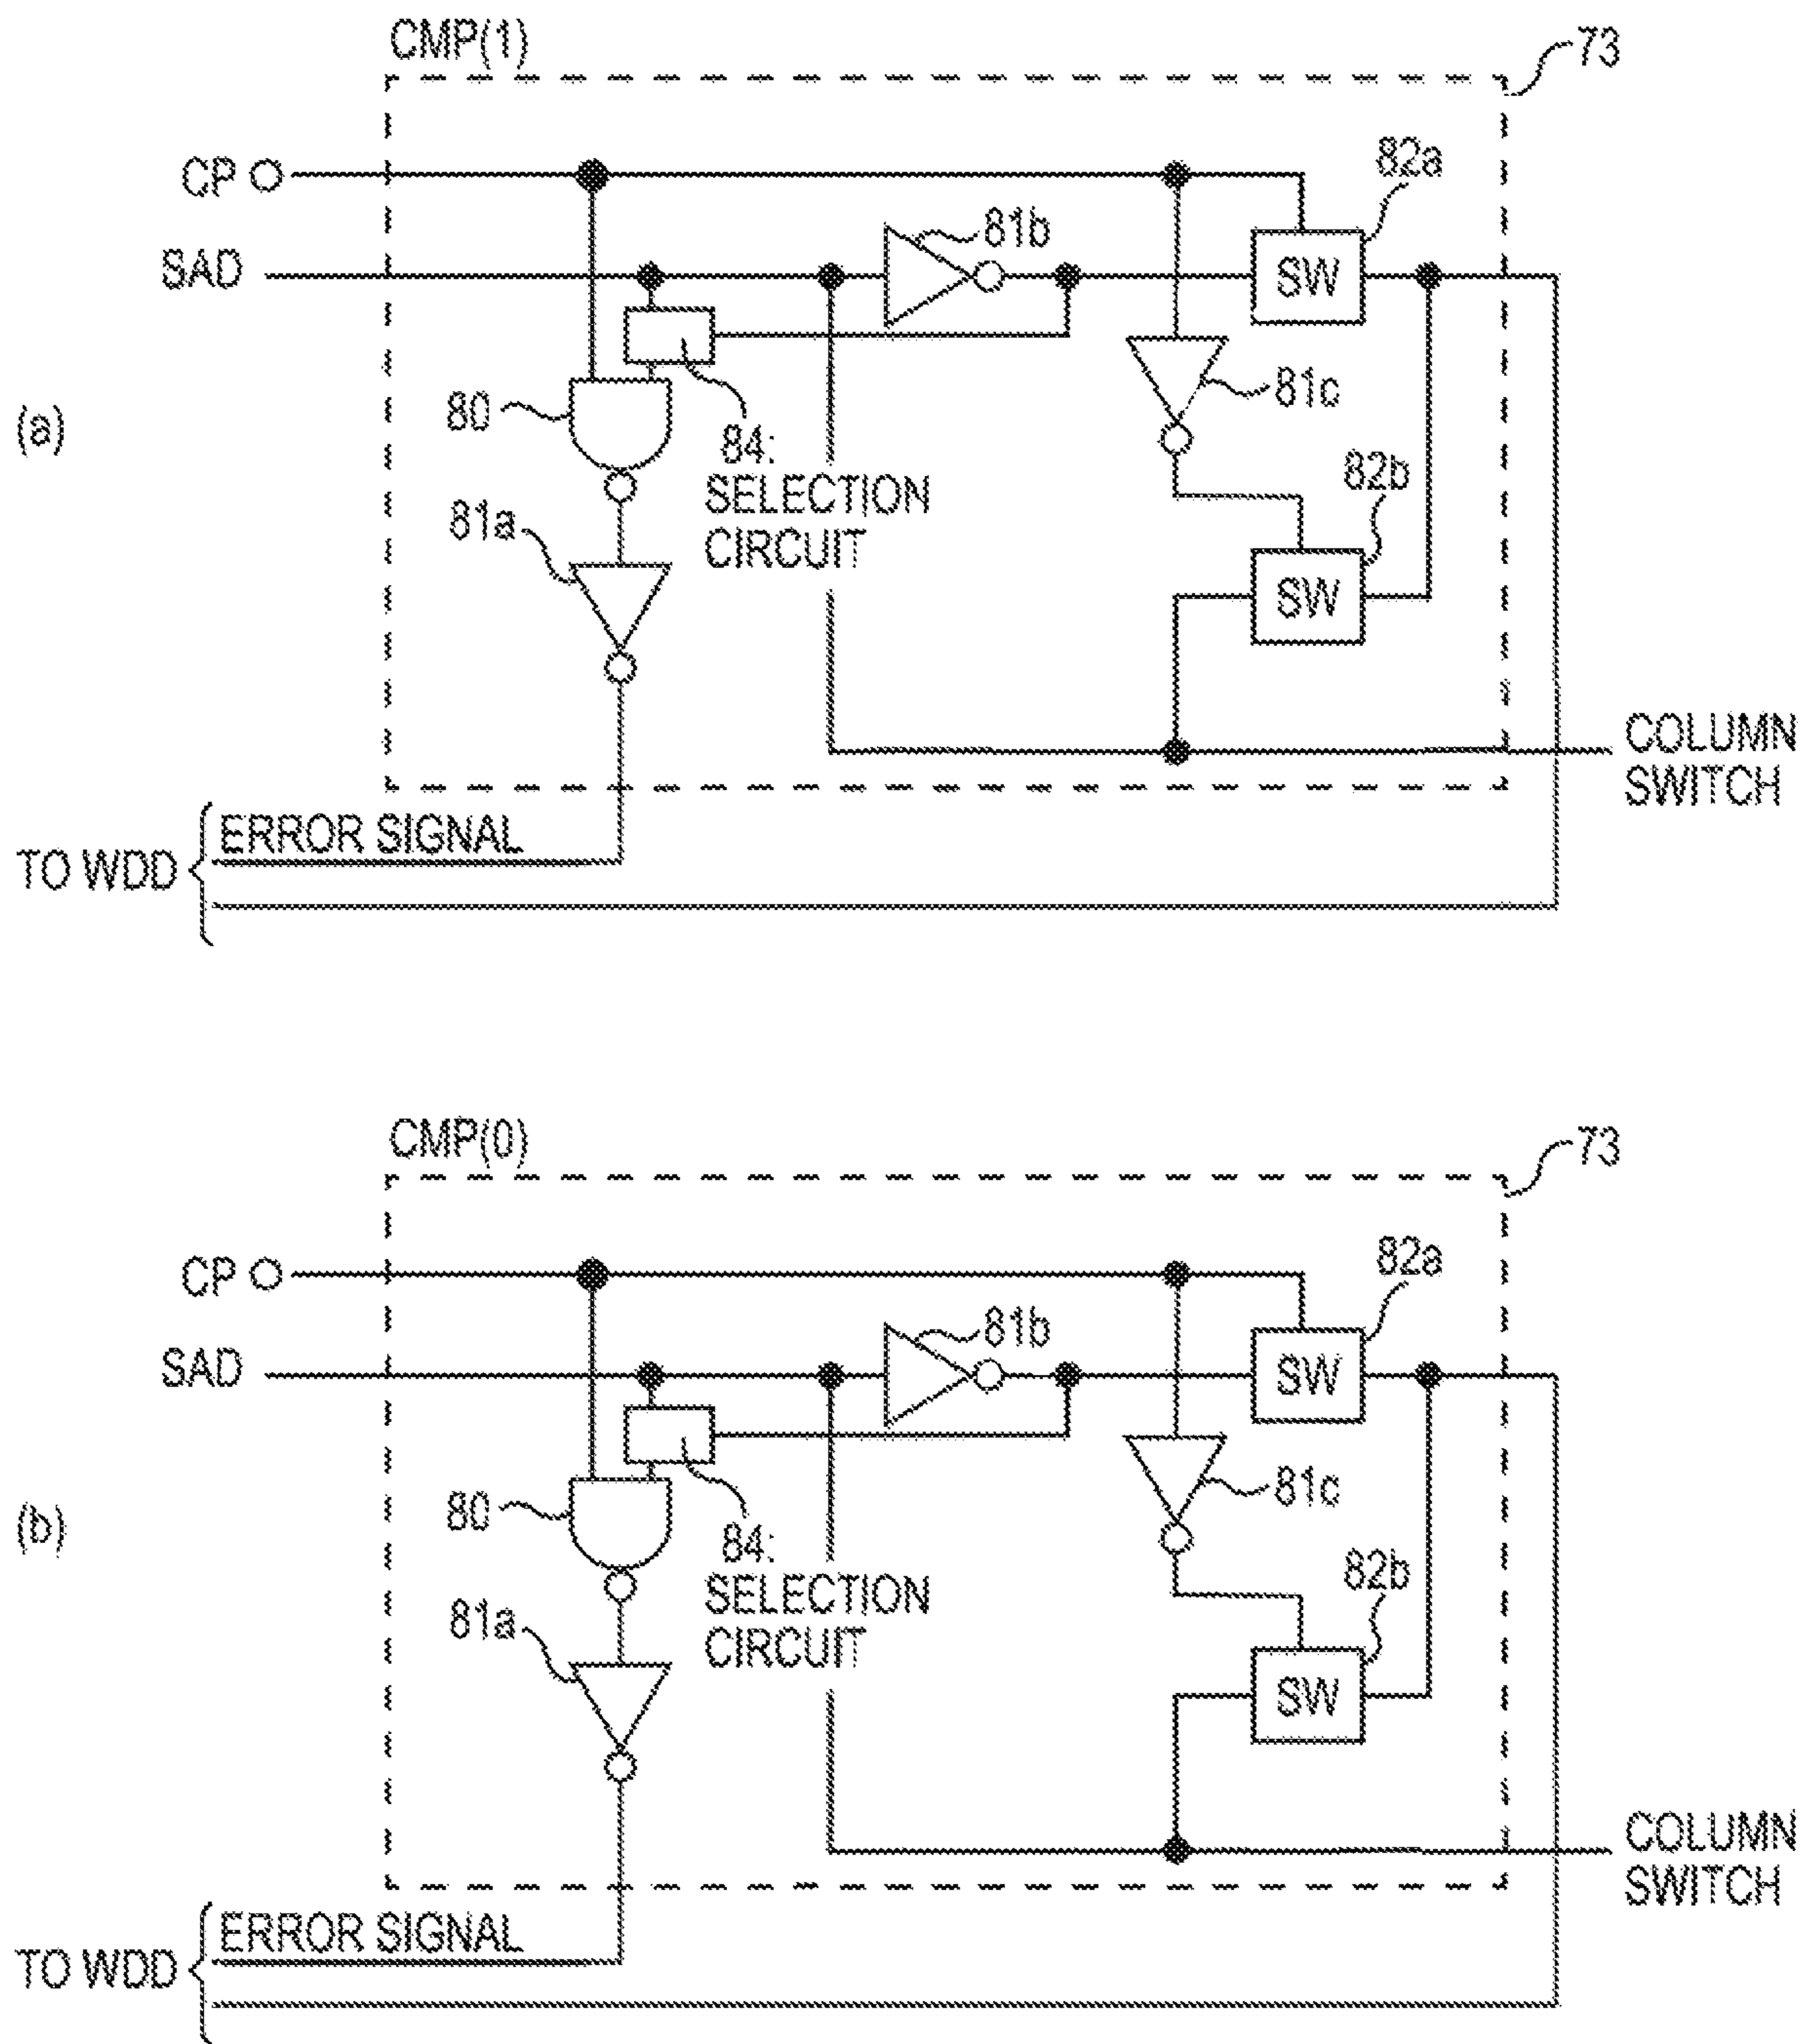 CMP(1)
73
CP
82a
SAD
81b
SW
80
81c
(a)
84:
SELECTION
CIRCUIT
82b
81a
SW
COLUMN
SWITCH
ERROR SIGNAL
TO WDD
CMP(0)
73
CP
82a
SAD
81b
SW
80
81c
(b)
84:
SELECTION
CIRCUIT
82b
81a
SW
COLUMN
SWITCH
ERROR SIGNAL
TO WDD